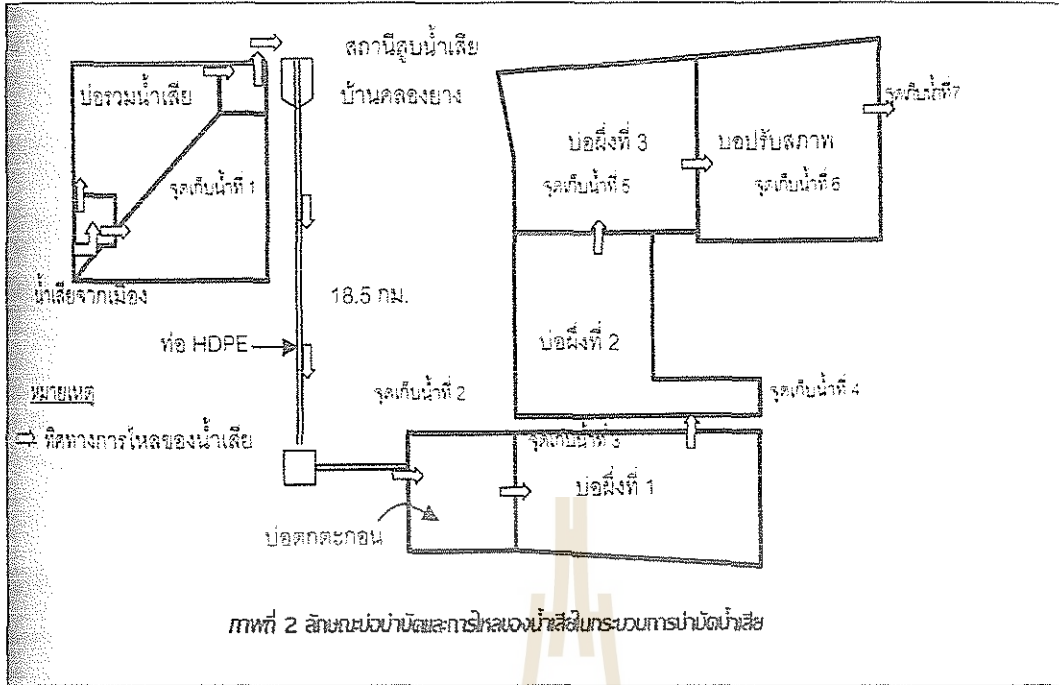 สถานีสูบน้ำเสีย
บ้านคลองยาง
บ่อรวมน้ำเสีย
จุดเก็บน้ำที่ 1
น้ำเสียจากเมือง
18.5 กม.
ท่อ HDPE
หมายเหตุ
ทิศทางการไหลของน้ำเสีย
จุดเก็บน้ำที่ 2
บ่อตกตะกอน
จุดเก็บน้ำที่ 3
บ่อผึ่งที่ 1
จุดเก็บน้ำที่ 4
บ่อผึ่งที่ 2
บ่อผึ่งที่ 3
จุดเก็บน้ำที่ 5
บอปรับสภาพ
จุดเก็บน้ำที่ 6
จุดเก็บน้ำที่ 7
ภาพที่ 2 ลักษณะบ่อบำบัดและการไหลของน้ำเสียในกระบวนการบำบัดน้ำเสีย